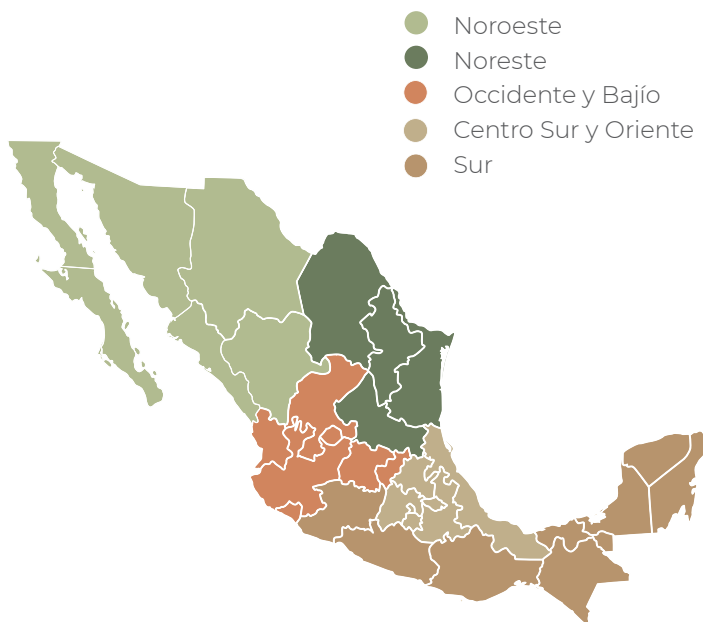 Noroeste
Noreste
Occidente y Bajío
Centro Sur y Oriente
Sur